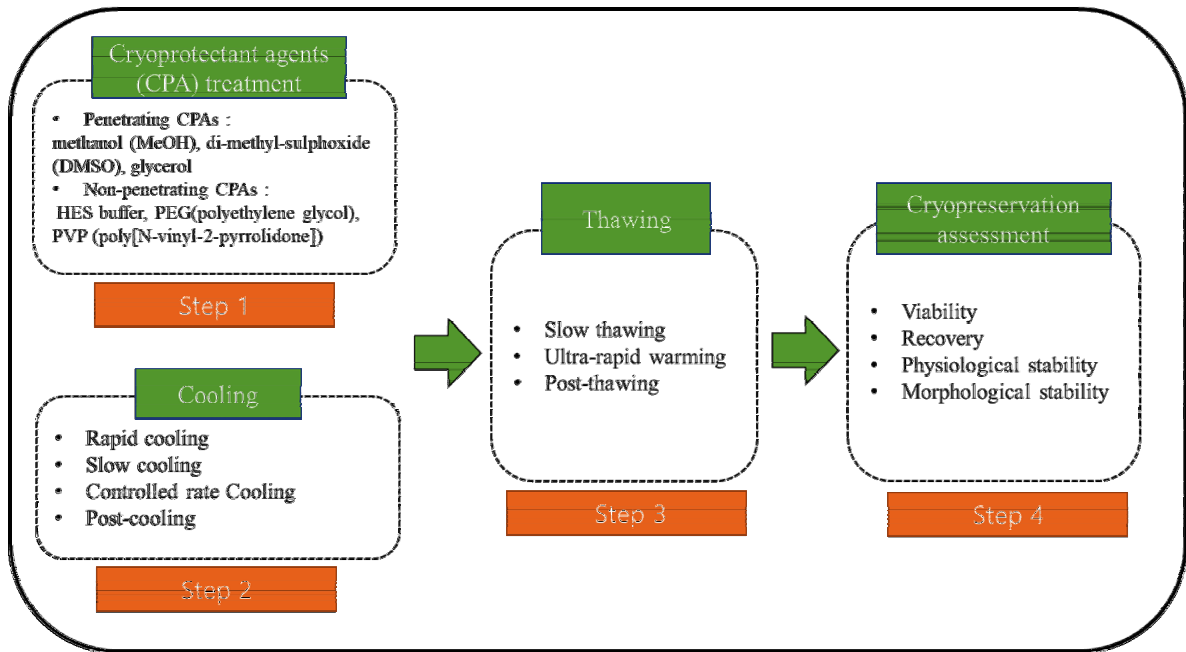 Cryoprotectant agents
(CPA) treatment
• Penetrating CPAs :
methanol (MeOH), di-methyl-sulphoxide
(DMSO), glycerol
• Non-penetrating CPAs :
HES buffer, PEG(polyethylene glycol),
PVP (poly[N-vinyl-2-pyrrolidone])
Step 1
Cooling
• Rapid cooling
• Slow cooling
• Controlled rate Cooling
• Post-cooling
Step 2
Thawing
• Slow thawing
• Ultra-rapid warming
• Post-thawing
Step 3
Cryopreservation
assessment
• Viability
• Recovery
• Physiological stability
• Morphological stability
Step 4